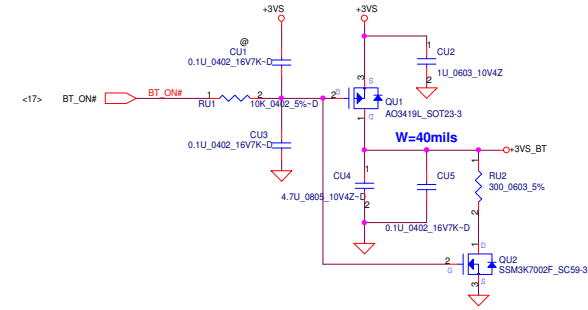 +3VS
+3VS
@
CU1
0.1U_0402_16V7K~D
1
CU2
1U_0603_10V4Z
2
<17>
BT_ON#
BT_ON#
1
2
RU1
10K_0402_5%~D
2
3
S
G
QU1
AO3419L_SOT23-3
1
D
CU3
0.1U_0402_16V7K~D
W=40mils
+3VS_BT
1
CU4
4.7U_0805_10V4Z~D
2
CU5
0.1U_0402_16V7K~D
1
RU2
300_0603_5%
2
1
D
2
G
QU2
SSM3K7002F_SC59-3
3
S